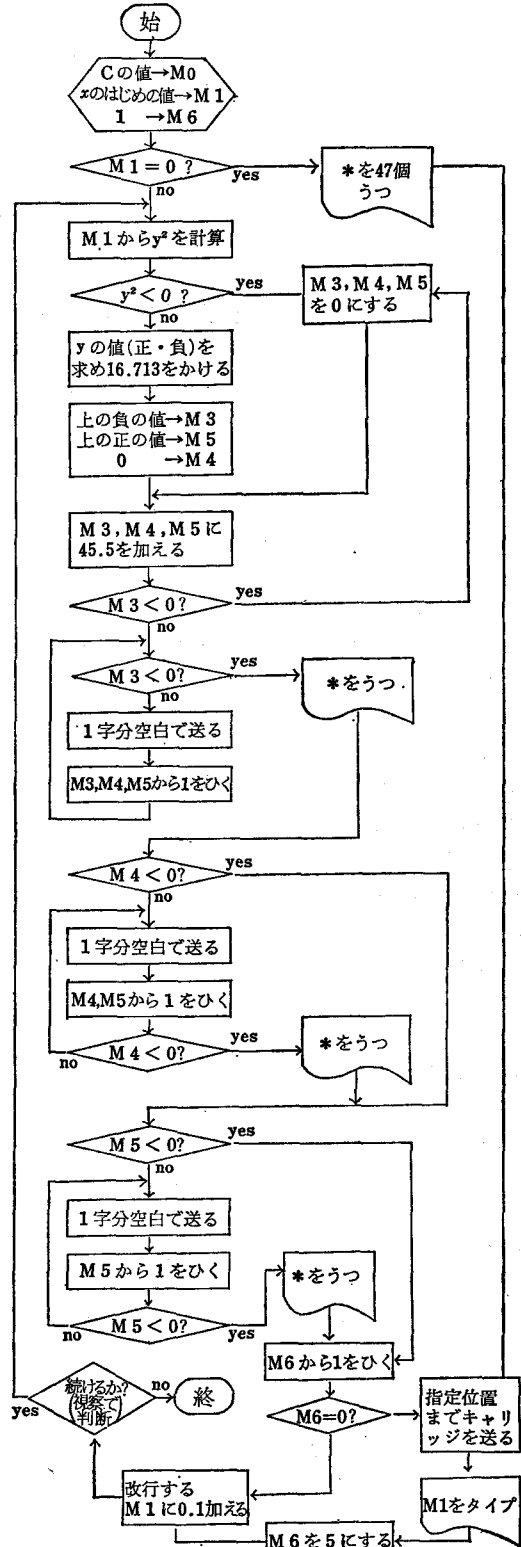 始
Cの値→M0
xのはじめの値→M1
1 →M6
M1=0?
yes
no
*を47個
うつ
M1からy²を計算
y²<0?
yes
no
M3,M4,M5
を0にする
yの値(正・負)を
求め16.713をかける
上の負の値→M3
上の正の値→M5
0 →M4
M3,M4,M5に
45.5を加える
M3<0?
yes
no
M3<0?
yes
no
*をうつ
1字分空白で送る
M3,M4,M5から1をひく
M4<0?
yes
no
1字分空白で送る
M4,M5から1をひく
M4<0?
yes
no
*をうつ
M5<0?
yes
no
1字分空白で送る
M5から1をひく
M5<0?
no
yes
*をうつ
M6から1をひく
続けるか?
(視察で
判断)
yes
no
終
M6=0?
指定位置
までキャリ
ッジを送る
改行する
M1に0.1加える
M1をタイプ
M6を5にする